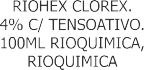 RIOHEX CLOREX.
4% C/ TENSOATIVO.
100ML RIOQUIMICA,
RIOQUIMICA